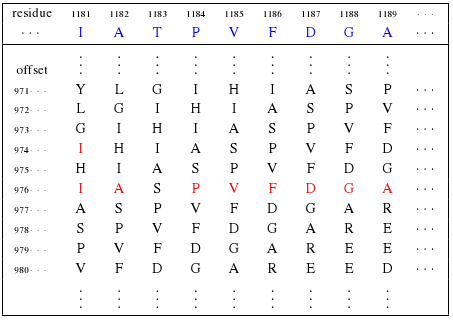 residue 1181 1182 1183 1184 1185 1186 1187 1188 1189 ···
··· I A T P V F D G A ···
offset
971··· Y L G I H I A S P ···
972··· L G I H I A S P V ···
973··· G I H I A S P V F ···
974··· I H I A S P V F D ···
975··· H I A S P V F D G ···
976··· I A S P V F D G A ···
977··· A S P V F D G A R ···
978··· S P V F D G A R E ···
979··· P V F D G A R E E ···
980··· V F D G A R E E D ···